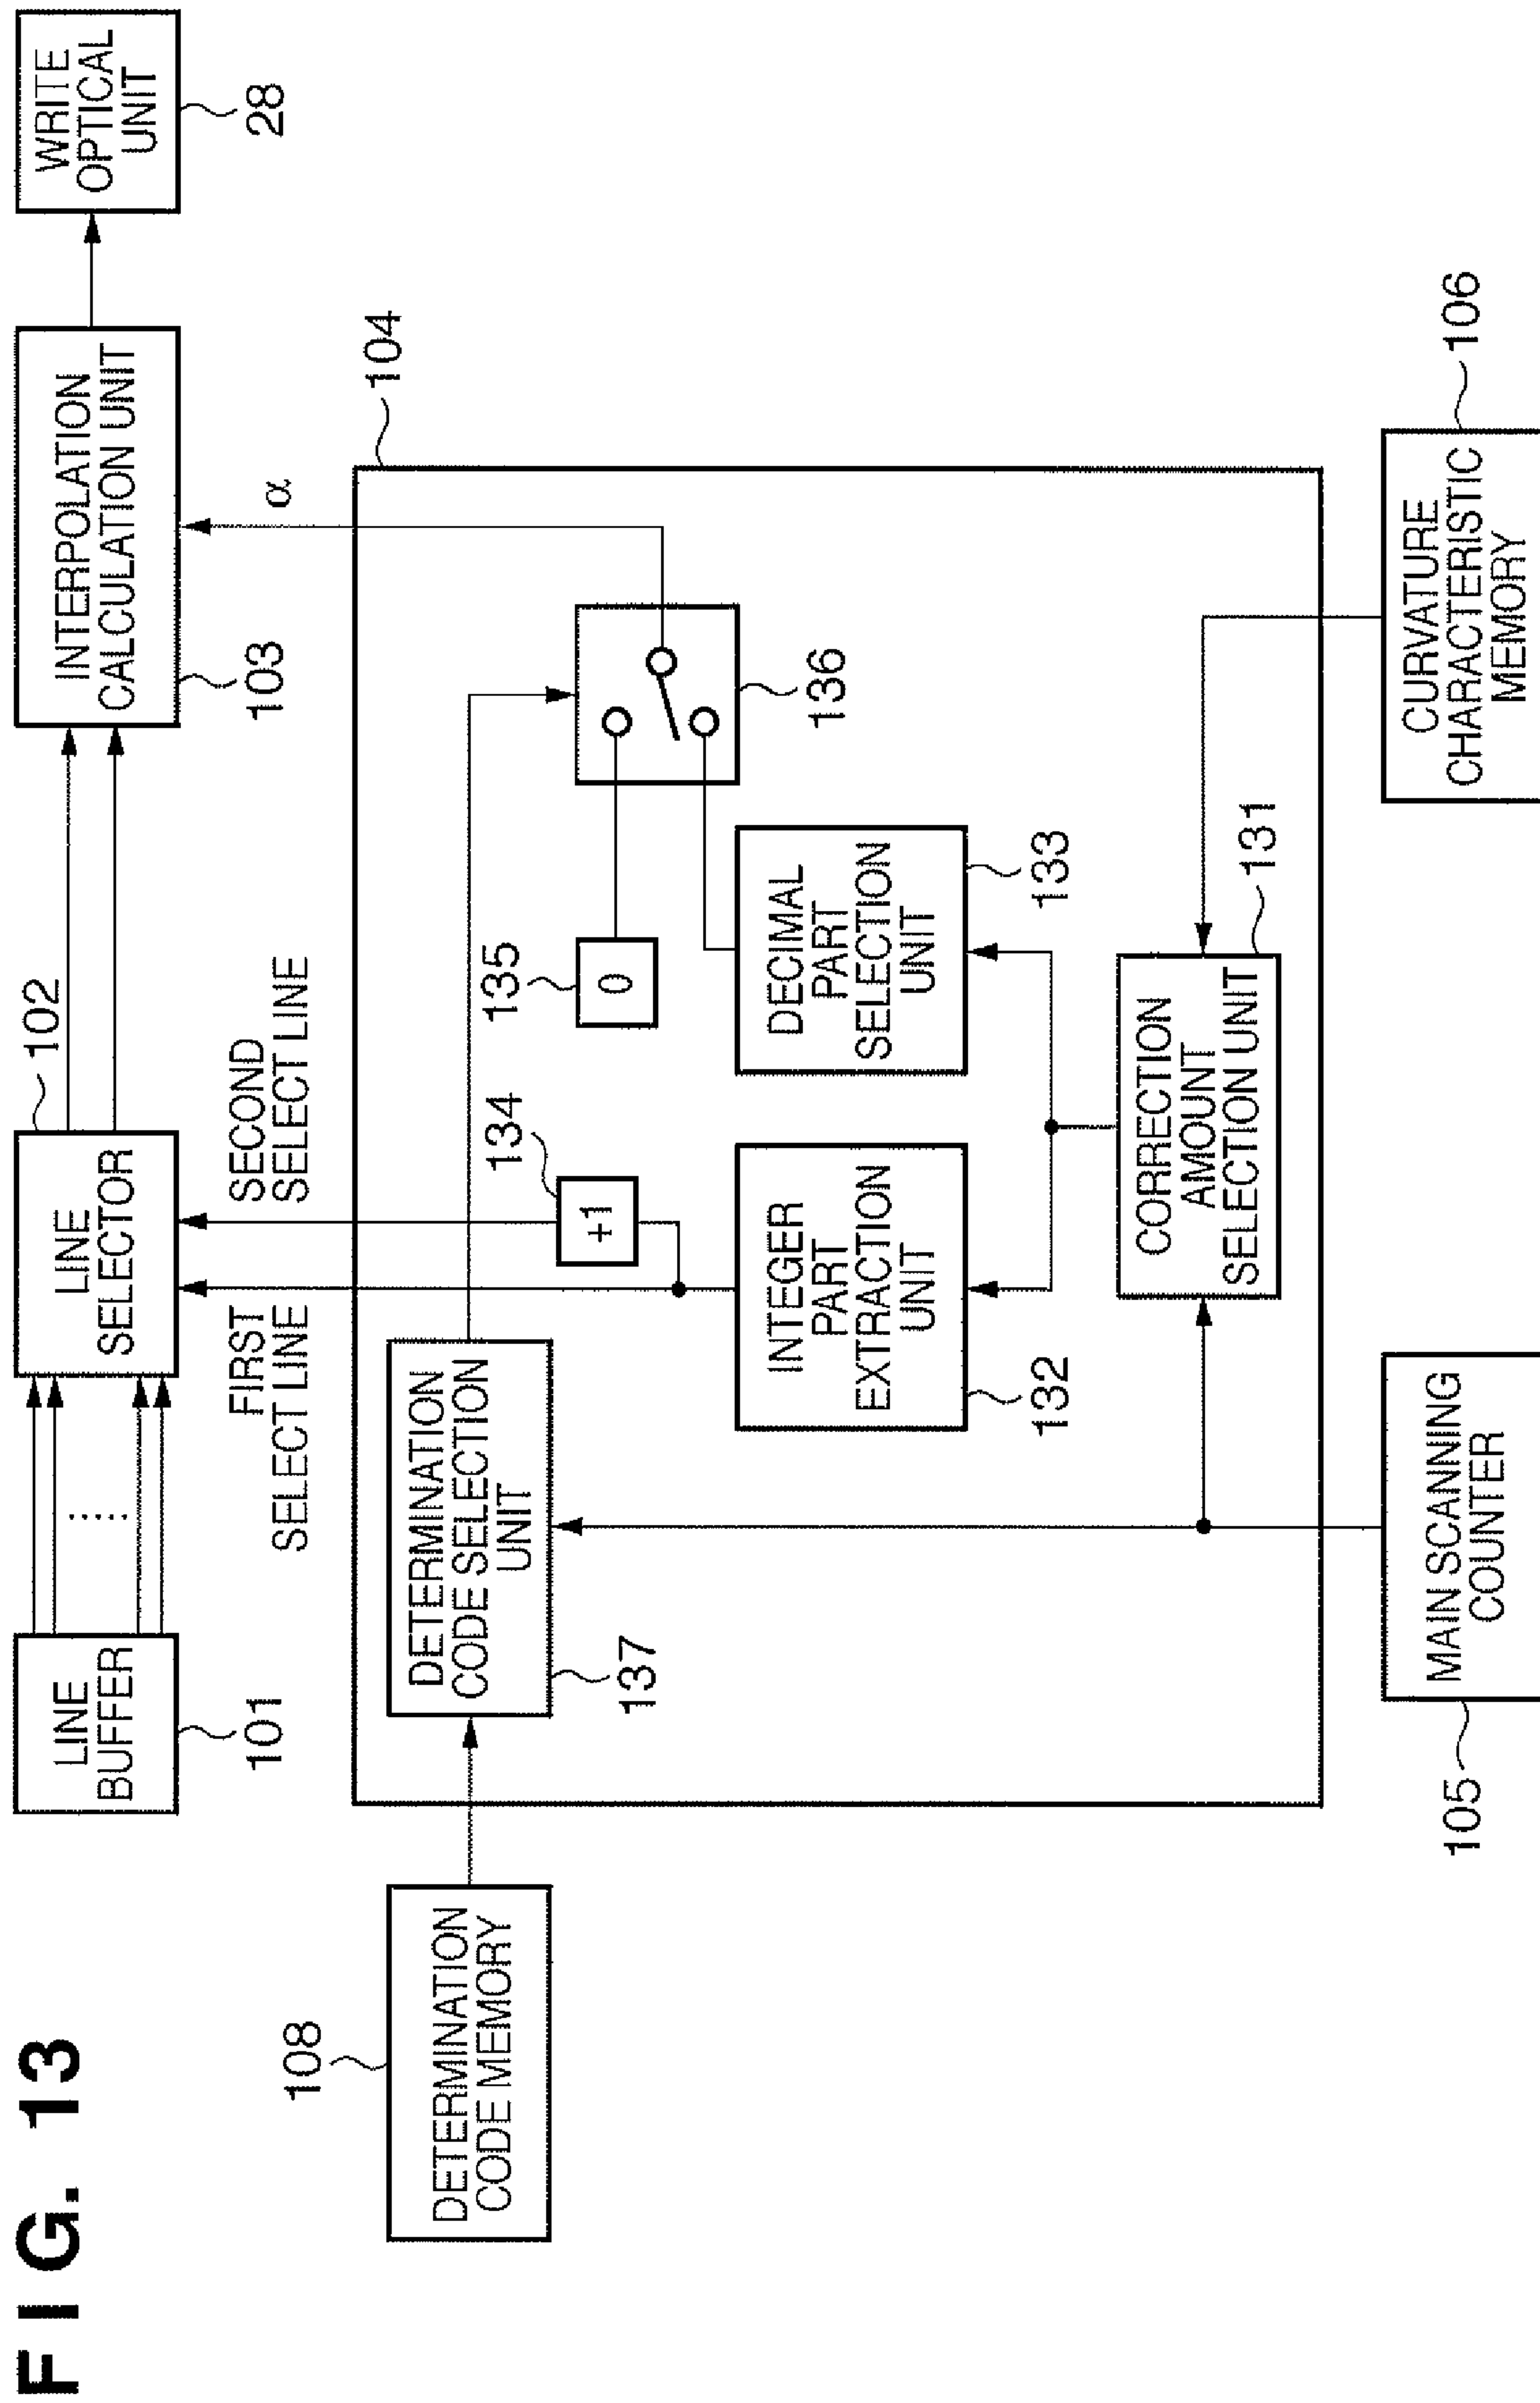 FIG. 13
LINE
BUFFER
101
LINE
SELECTOR
102
INTERPOLATION
CALCULATION UNIT
103
WRITE
OPTICAL
UNIT
28
FIRST
SELECT LINE
SECOND
SELECT LINE
α
104
108
DETERMINATION
CODE MEMORY
DETERMINATION
CODE SELECTION
UNIT
137
134
+1
135
0
136
INTEGER
PART
EXTRACTION
UNIT
132
DECIMAL
PART
SELECTION
UNIT
133
CORRECTION
AMOUNT
SELECTION UNIT
131
105
MAIN SCANNING
COUNTER
CURVATURE
CHARACTERISTIC
MEMORY
106